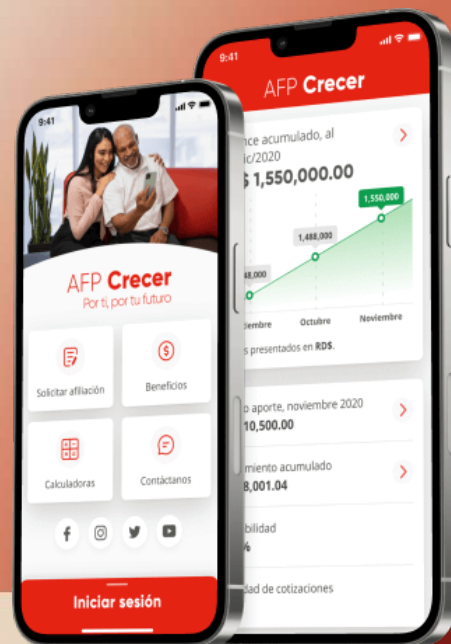 9:41
AFP Crecer
Por ti, por tu futuro
Solicitar afiliación
Beneficios
Calculadoras
Contáctanos
Iniciar sesión
9:41
AFP Crecer
acumulado, al
/2020
$ 1,550,000.00
1,550,000
1,488,000
Octubre
Noviembre
presentados en RD$.
aporte, noviembre 2020
10,500.00
acumulado
8,001.04
%
de cotizaciones